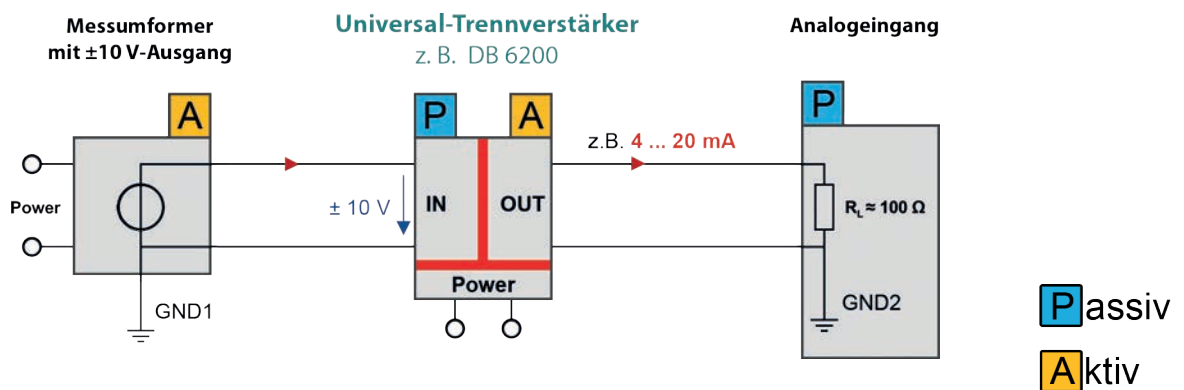 Messumformer
mit ±10 V-Ausgang
Universal-Trennverstärker
z. B. DB 6200
Analogeingang
A
P
A
P
z.B. 4 ... 20 mA
Power
± 10 V
IN
OUT
R_L ≈ 100 Ω
Power
GND1
GND2
Passiv
Aktiv